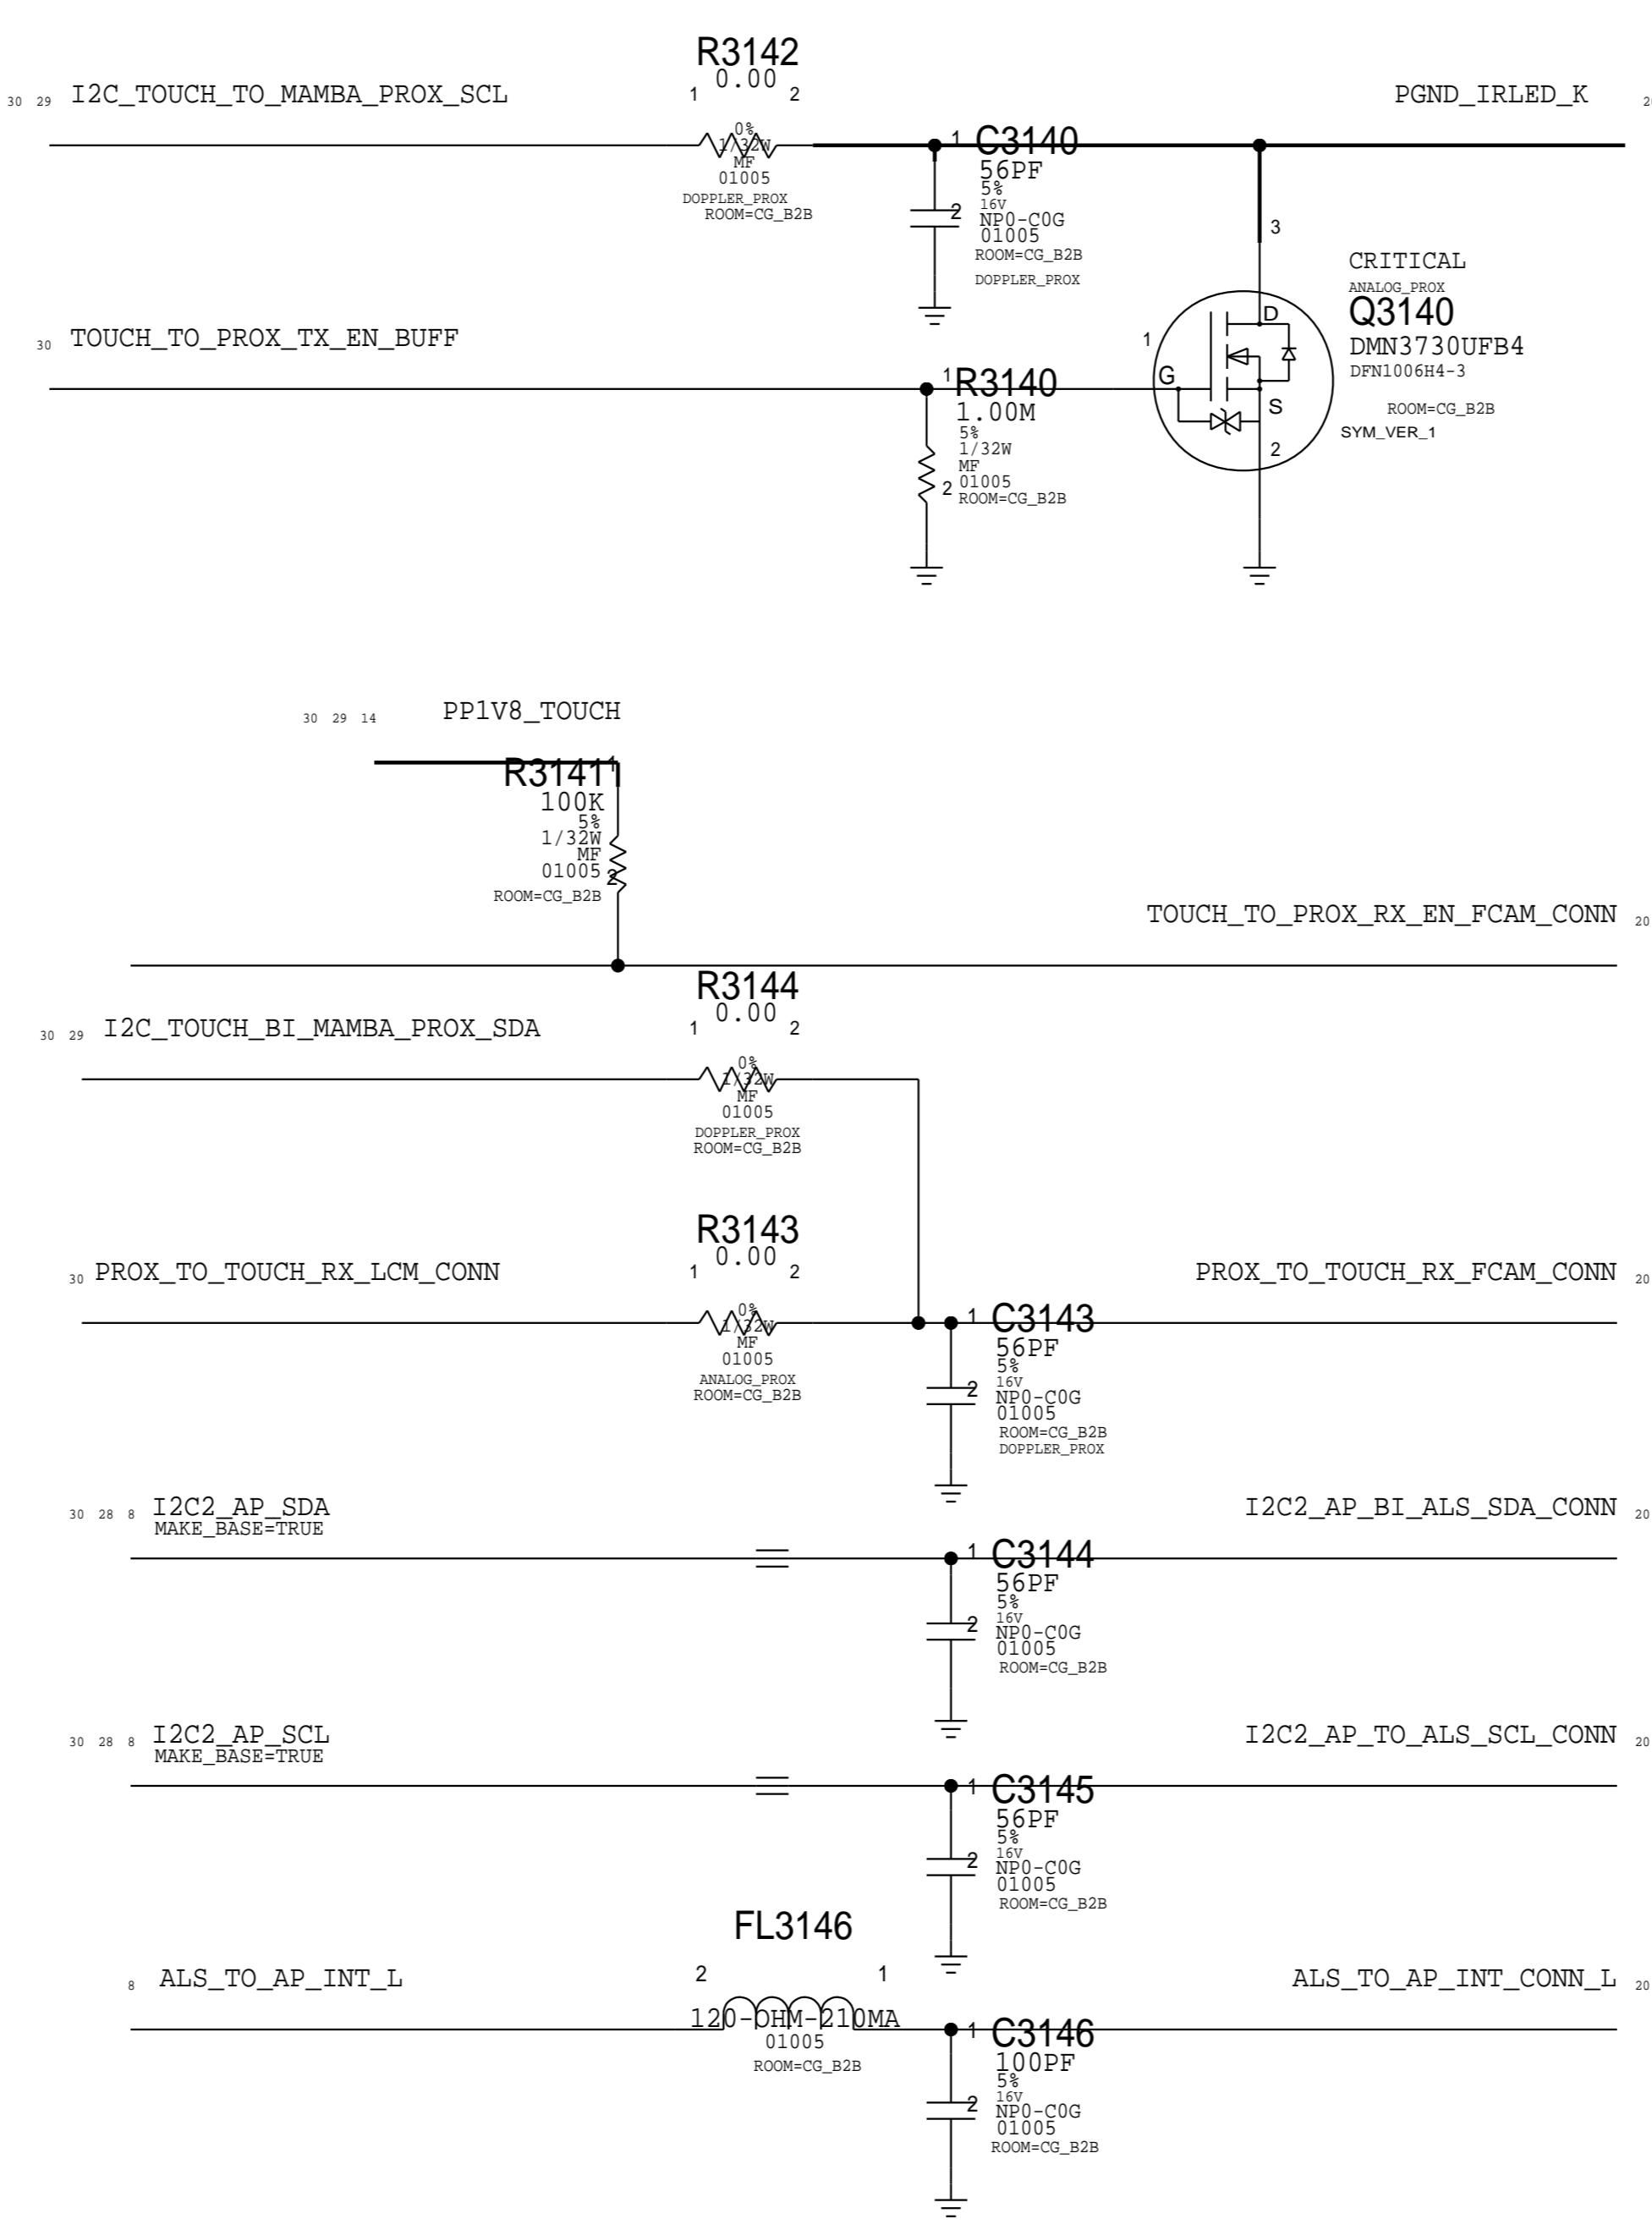 R3142
0.00
1 2
30 29 I2C_TOUCH_TO_MAMBA_PROX_SCL
PGND_IRLED_K
0%
1/32W
MF
01005
DOPPLER_PROX
ROOM=CG_B2B
1 C3140
56PF
5%
16V
2
NP0-C0G
01005
ROOM=CG_B2B
DOPPLER_PROX
3
CRITICAL
ANALOG_PROX
Q3140
DMN3730UFB4
DFN1006H4-3
ROOM=CG_B2B
SYM_VER_1
D
1
G
S
2
30 TOUCH_TO_PROX_TX_EN_BUFF
1 R3140
1.00M
5%
1/32W
MF
2 01005
ROOM=CG_B2B
30 29 14 PP1V8_TOUCH
R3141 1
100K
5%
1/32W
MF
01005 2
ROOM=CG_B2B
TOUCH_TO_PROX_RX_EN_FCAM_CONN 20
R3144
0.00
1 2
30 29 I2C_TOUCH_BI_MAMBA_PROX_SDA
0%
1/32W
MF
01005
DOPPLER_PROX
ROOM=CG_B2B
R3143
0.00
1 2
30 PROX_TO_TOUCH_RX_LCM_CONN
PROX_TO_TOUCH_RX_FCAM_CONN 20
0%
1/32W
MF
01005
ANALOG_PROX
ROOM=CG_B2B
1 C3143
56PF
5%
16V
2
NP0-C0G
01005
ROOM=CG_B2B
DOPPLER_PROX
30 28 8 I2C2_AP_SDA
MAKE_BASE=TRUE
I2C2_AP_BI_ALS_SDA_CONN 20
1 C3144
56PF
5%
16V
2
NP0-C0G
01005
ROOM=CG_B2B
30 28 8 I2C2_AP_SCL
MAKE_BASE=TRUE
I2C2_AP_TO_ALS_SCL_CONN 20
1 C3145
56PF
5%
16V
2
NP0-C0G
01005
ROOM=CG_B2B
FL3146
2 1
8 ALS_TO_AP_INT_L
ALS_TO_AP_INT_CONN_L 20
120-OHM-210MA
01005
ROOM=CG_B2B
1 C3146
100PF
5%
16V
2
NP0-C0G
01005
ROOM=CG_B2B